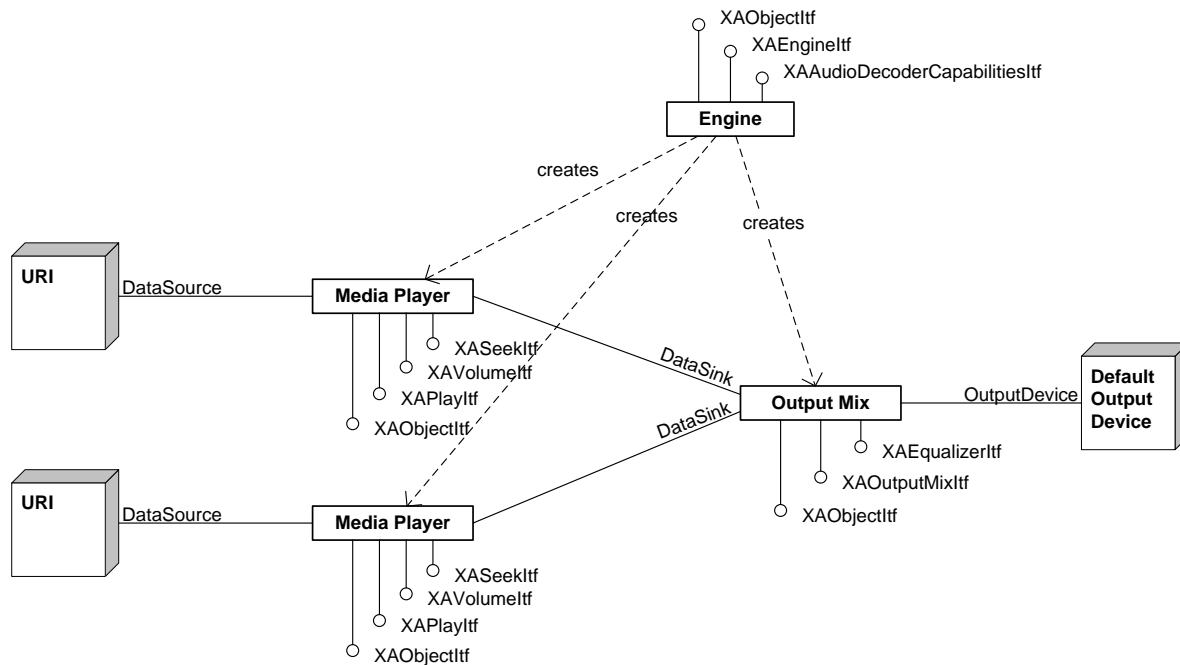 XAObjectItf
XAEngineItf
XAAudioDecoderCapabilitiesItf
Engine
creates
creates
creates
URI
DataSource
Media Player
XASeekItf
XAVolumeItf
XAPlayItf
XAObjectItf
DataSink
DataSink
Output Mix
OutputDevice
Default
Output
Device
XAEqualizerItf
XAOutputMixItf
XAObjectItf
URI
DataSource
Media Player
XASeekItf
XAVolumeItf
XAPlayItf
XAObjectItf